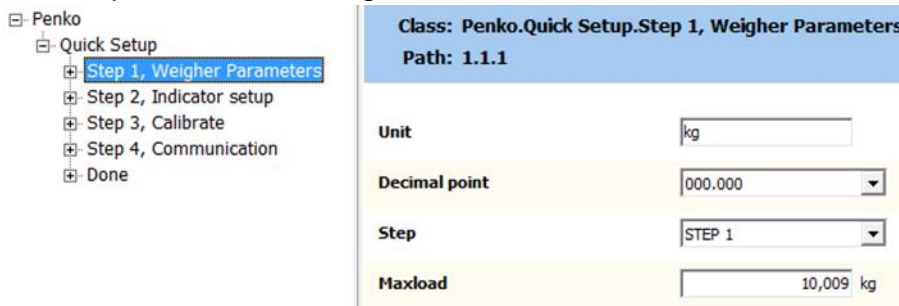 Penko
Quick Setup
Step 1, Weigher Parameters
Step 2, Indicator setup
Step 3, Calibrate
Step 4, Communication
Done
Class: Penko.Quick Setup.Step 1, Weigher Parameters
Path: 1.1.1
Unit kg
Decimal point 000.000
Step STEP 1
Maxload 10,009 kg